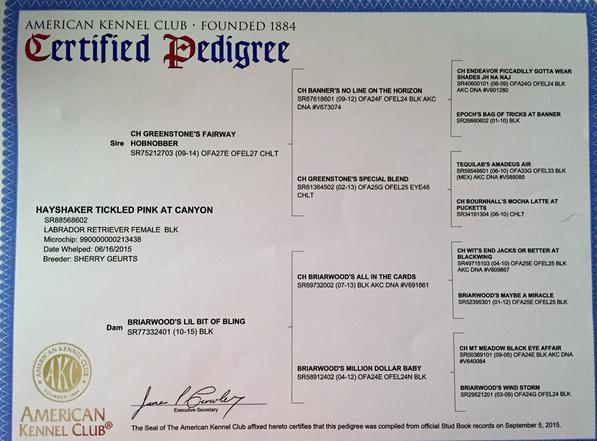 AMERICAN KENNEL CLUB • FOUNDED 1884
Certified Pedigree
CH BANNER'S NO LINE ON THE HORIZON
SR57618601 (09-12) OFA24F OFEL24 BLK AKC
DNA #V673074
CH ENDEAVOR PICCADILLY GOTTA WEAR
SHADES JH NA NAJ
SR40600101 (06-09) OFA24G OFEL24 BLK
AKC DNA #V601280
EPOCH'S BAG OF TRICKS AT BANNER
SR26660602 (01-10) BLK
Sire
CH GREENSTONE'S FAIRWAY
HOBNOBBER
SR75212703 (09-14) OFA27E OFEL27 CHLT
CH GREENSTONE'S SPECIAL BLEND
SR61364502 (02-13) OFA25G OFEL25 EYE46
CHLT
TEQUILAB'S AMADEUS AIR
SR59548601 (06-10) OFA33G OFEL33 BLK
(MEX) AKC DNA #V589085
CH BOURNHALL'S MOCHA LATTE AT
PUCKETTS
SR34191304 (06-10) CHLT
HAYSHAKER TICKLED PINK AT CANYON
SR88568602
LABRADOR RETRIEVER FEMALE BLK
Microchip: 990000000213438
Date Whelped: 06/16/2015
Breeder: SHERRY GEURTS
CH BRIARWOOD'S ALL IN THE CARDS
SR69732002 (07-13) BLK AKC DNA #V691861
CH WIT'S END JACKS OR BETTER AT
BLACKWING
SR49715103 (04-10) OFA25E OFEL25 BLK
AKC DNA #V609867
BRIARWOOD'S MAYBE A MIRACLE
SR52395301 (01-12) OFA25E OFEL25 BLK
Dam
BRIARWOOD'S LIL BIT OF BLING
SR77332401 (10-15) BLK
BRIARWOOD'S MILLION DOLLAR BABY
SR58912402 (04-12) OFA24E OFEL24N BLK
CH MT MEADOW BLACK EYE AFFAIR
SR00369101 (09-05) OFA24E BLK AKC DNA
#V640084
BRIARWOOD'S WIND STORM
SR29521201 (03-09) OFA24G OFEL24 BLK
AMERICAN KENNEL CLUB
AKC
FOUNDED 1884
AMERICAN
KENNEL CLUB®
Executive Secretary
The Seal of The American Kennel Club affixed hereto certifies that this pedigree was compiled from official Stud Book records on September 5, 2015.